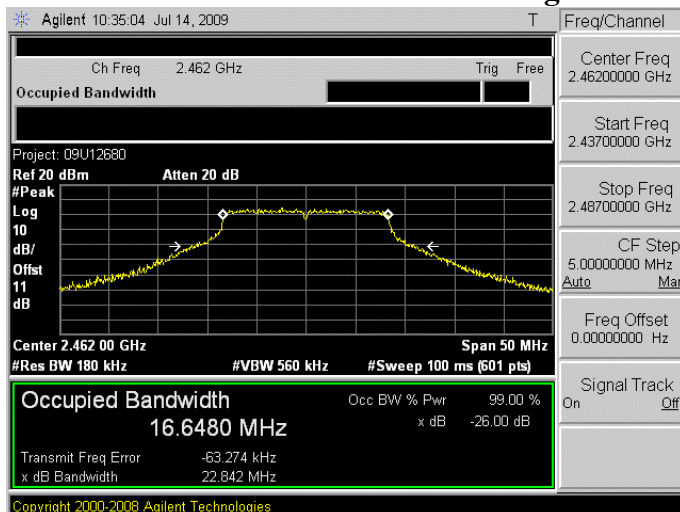 Agilent 10:35:04 Jul 14, 2009 T
Freq/Channel
Ch Freq 2.462 GHz Trig Free
Occupied Bandwidth
Project: 09U12680
Ref 20 dBm Atten 20 dB
#Peak
Log
10
dB/
Offst
11
dB
Center 2.462 00 GHz Span 50 MHz
#Res BW 180 kHz #VBW 560 kHz #Sweep 100 ms (601 pts)
Occupied Bandwidth Occ BW % Pwr 99.00 %
16.6480 MHz x dB -26.00 dB
Transmit Freq Error -63.274 kHz
x dB Bandwidth 22.842 MHz
Copyright 2000-2008 Agilent Technologies
Center Freq
2.46200000 GHz
Start Freq
2.43700000 GHz
Stop Freq
2.48700000 GHz
CF Step
5.00000000 MHz
Auto Man
Freq Offset
0.00000000 Hz
Signal Track
On Off